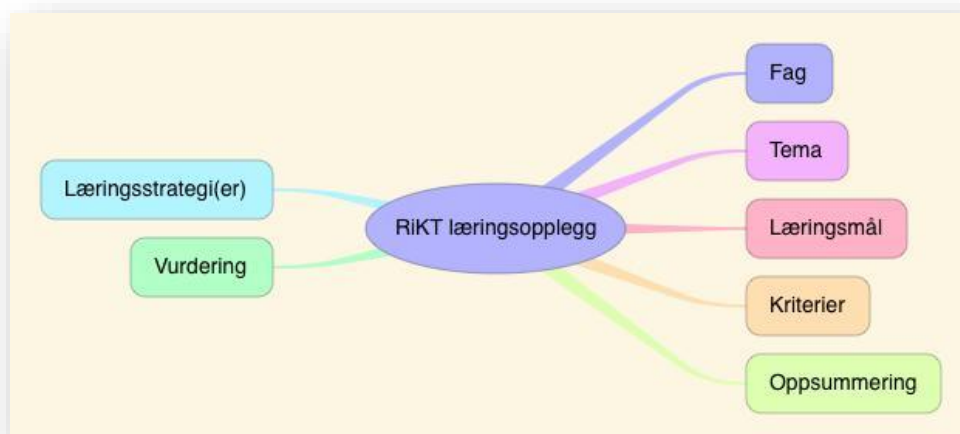 Fag
Tema
Læringsstrategi(er)
RiKT læringsopplegg
Læringsmål
Vurdering
Kriterier
Oppsummering